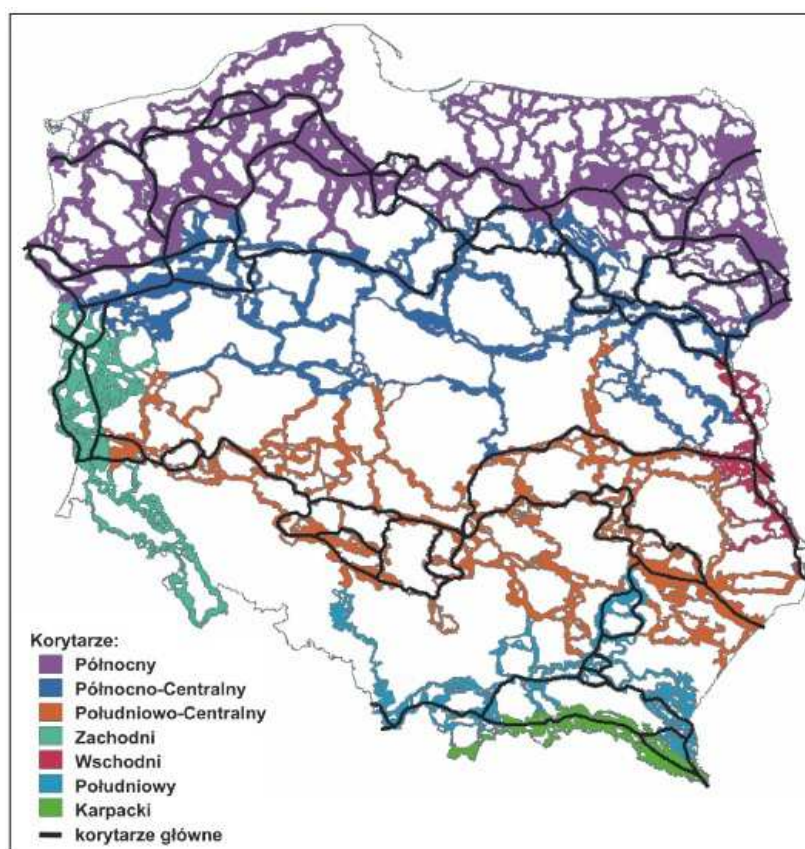 Korytarze:
Północny
Północno-Centralny
Południowo-Centralny
Zachodni
Wschodni
Południowy
Karpacki
korytarze główne